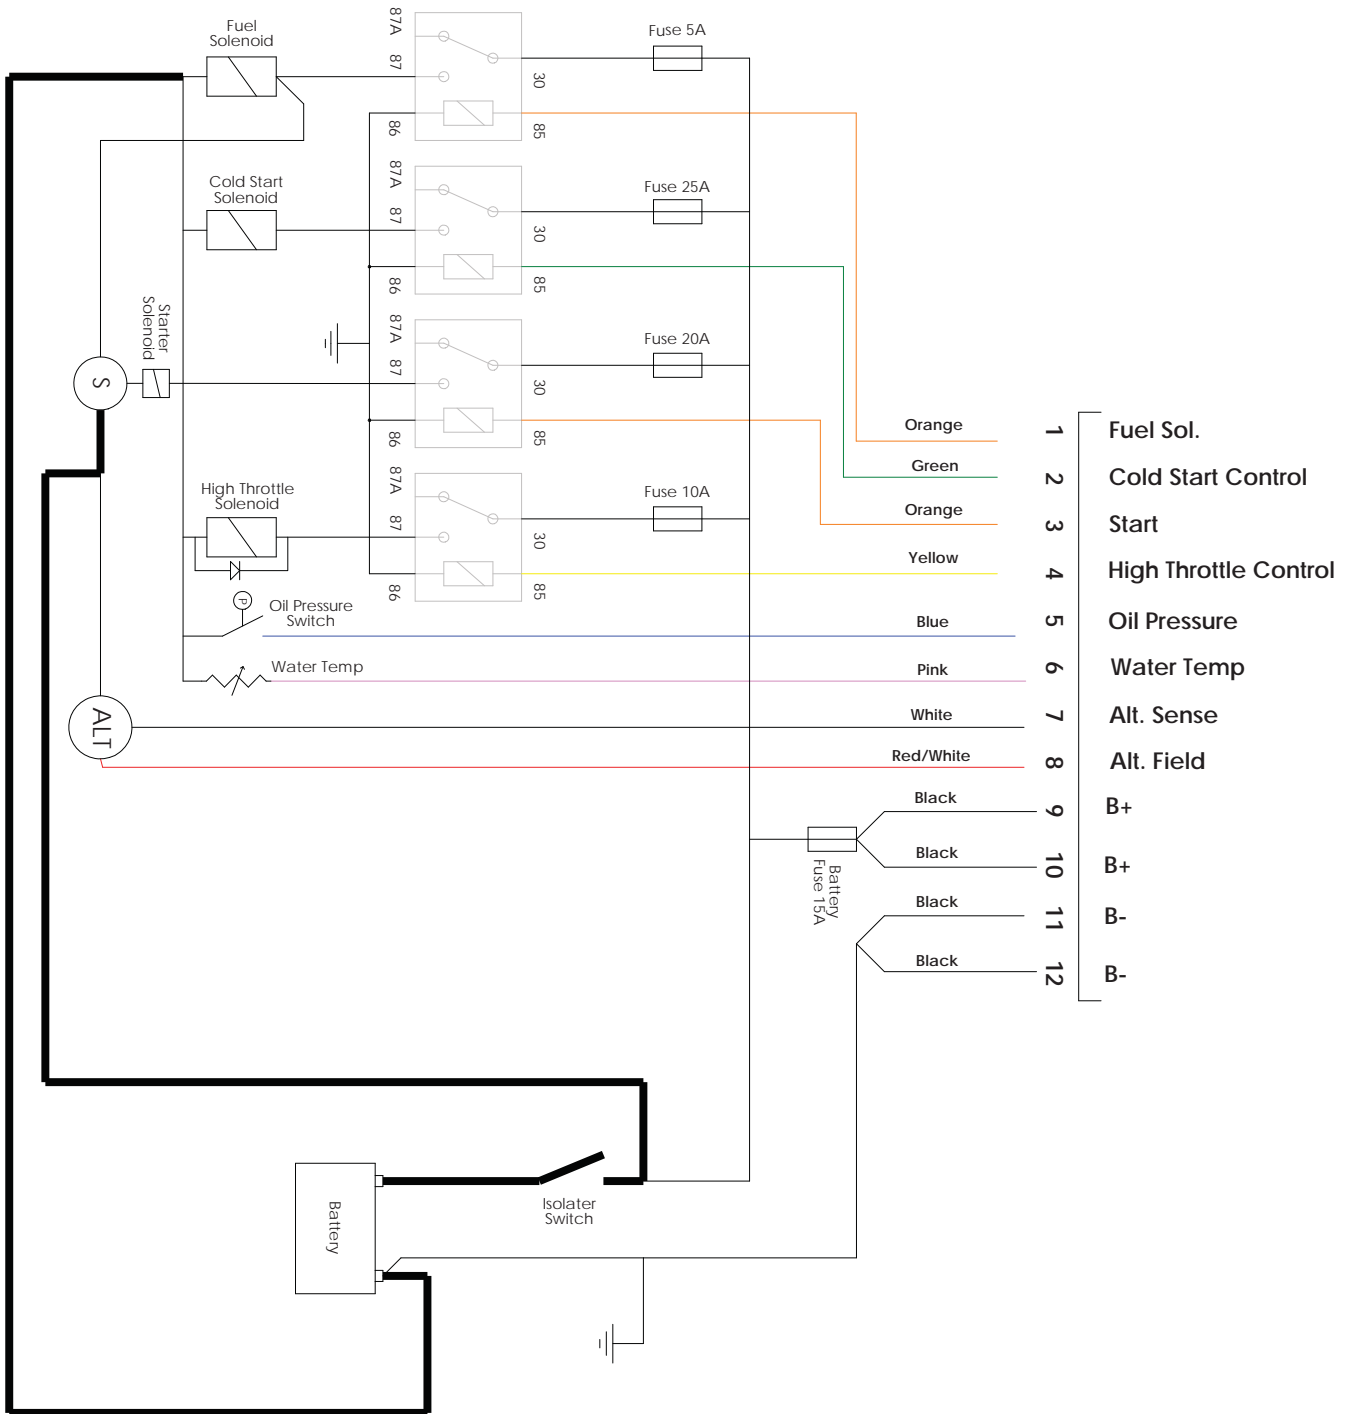 87A
Fuel
Solenoid
Fuse 5A
87
30
86
85
87A
Cold Start
Solenoid
Fuse 25A
87
30
86
85
Starter
Solenoid
87A
Fuse 20A
87
30
S
86
85
87A
High Throttle
Solenoid
Fuse 10A
87
30
86
85
P
Oil Pressure
Switch
Water Temp
ALT
Orange
1
Fuel Sol.
Green
2
Cold Start Control
Orange
3
Start
Yellow
4
High Throttle Control
Blue
5
Oil Pressure
Pink
6
Water Temp
White
7
Alt. Sense
Red/White
8
Alt. Field
Black
9
B+
Black
10
B+
Battery
Fuse 15A
Black
11
B-
Black
12
B-
Battery
Isolater
Switch